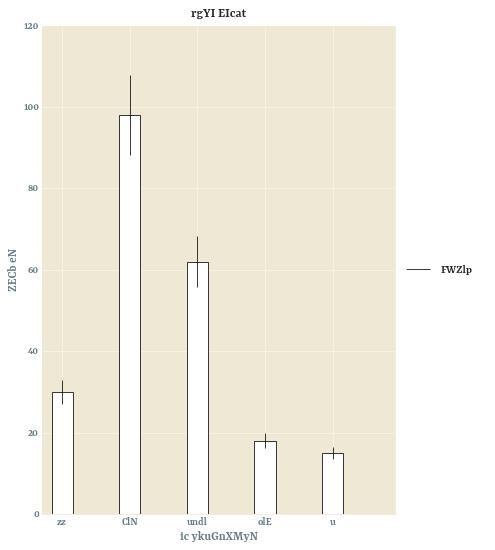 rgYI EIcat
120
100
80
60
40
20
0
ZECb eN
zz
ClN
undl
olE
u
ic ykuGnXMyN
FWZlp